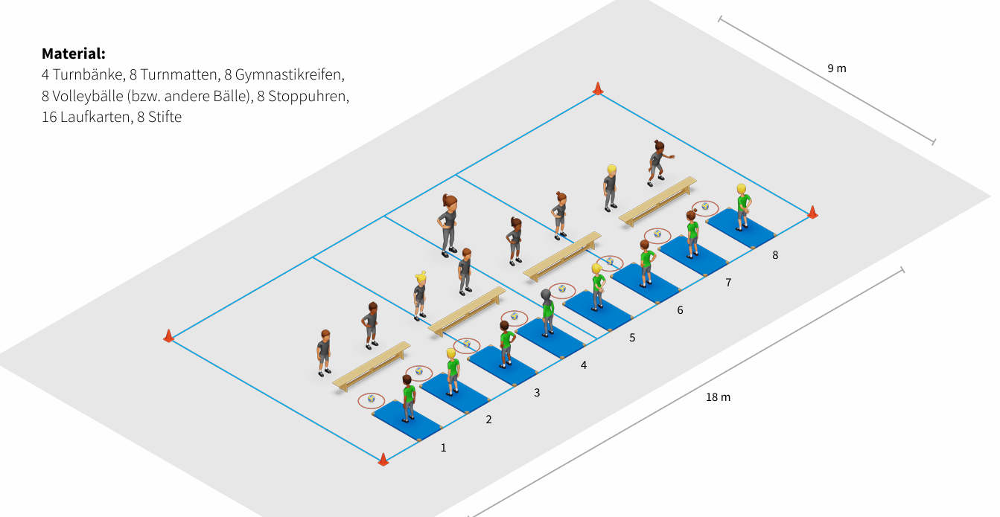 Material:
4 Turnbänke, 8 Turnmatten, 8 Gymnastikreifen,
8 Volleybälle (bzw. andere Bälle), 8 Stoppuhren,
16 Laufkarten, 8 Stifte
9 m
8
7
6
5
4
3
2
1
18 m